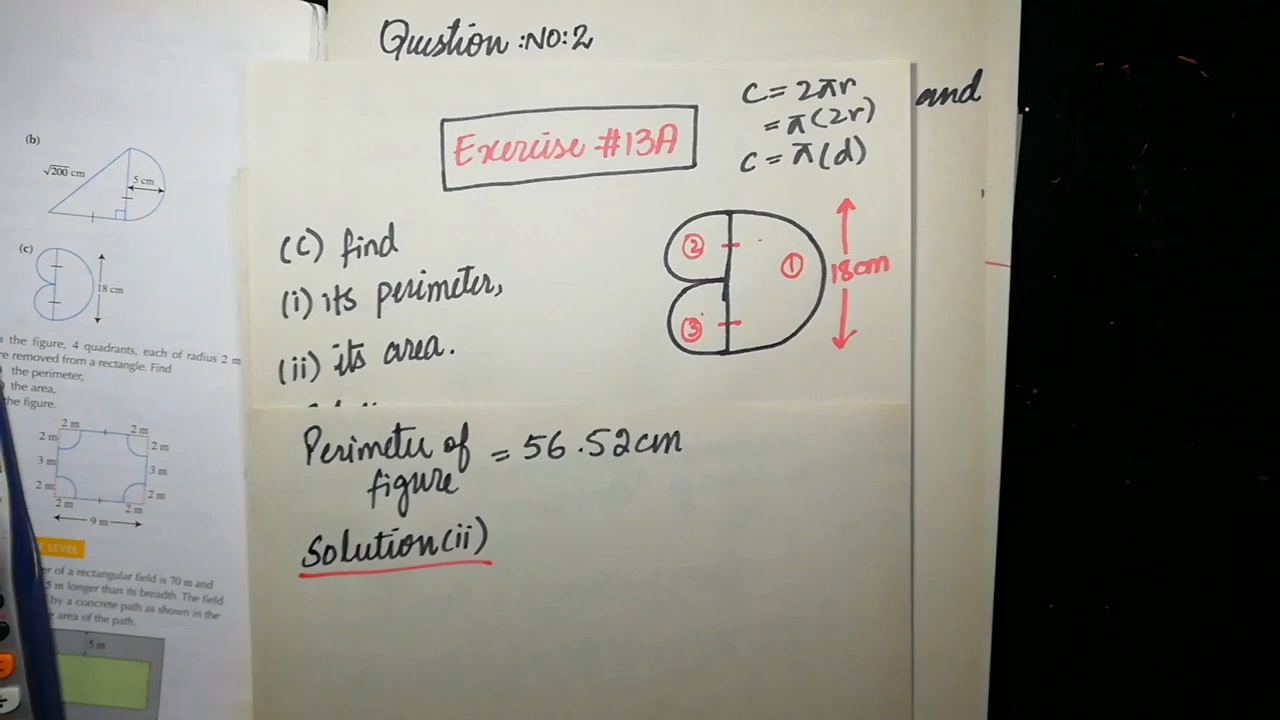 Question :NO:2
and
Exercise #13A
C = 2πr
= π(2r)
C = π(d)
(C) find
(i) its perimeter,
(ii) its area.
②
①
③
18cm
Perimeter of = 56.52cm
figure
Solution(ii)
(b)
√200 cm
5 cm
(c)
18 cm
the figure, 4 quadrants, each of radius 2 m
removed from a rectangle. Find
the perimeter,
the area,
the figure.
2 m
2 m
2 m
2 m
3 m
3 m
2 m
2 m
2 m
2 m
9 m
LEVEL
of a rectangular field is 70 m and
5 m longer than its breadth. The field
by a concrete path as shown in the
area of the path.
5 m